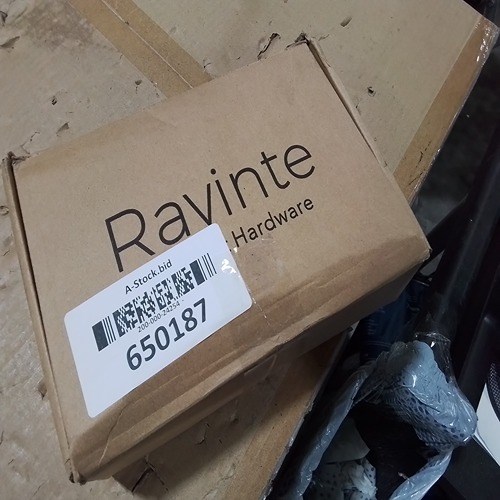 Ravinte
Hardware
A-Stock.bid
650187